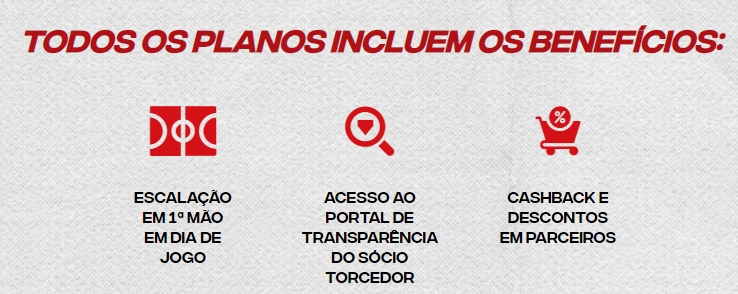 TODOS OS PLANOS INCLUEM OS BENEFÍCIOS:
ESCALAÇÃO
EM 1ª MÃO
EM DIA DE
JOGO
ACESSO AO
PORTAL DE
TRANSPARÊNCIA
DO SÓCIO
TORCEDOR
%
CASHBACK E
DESCONTOS
EM PARCEIROS